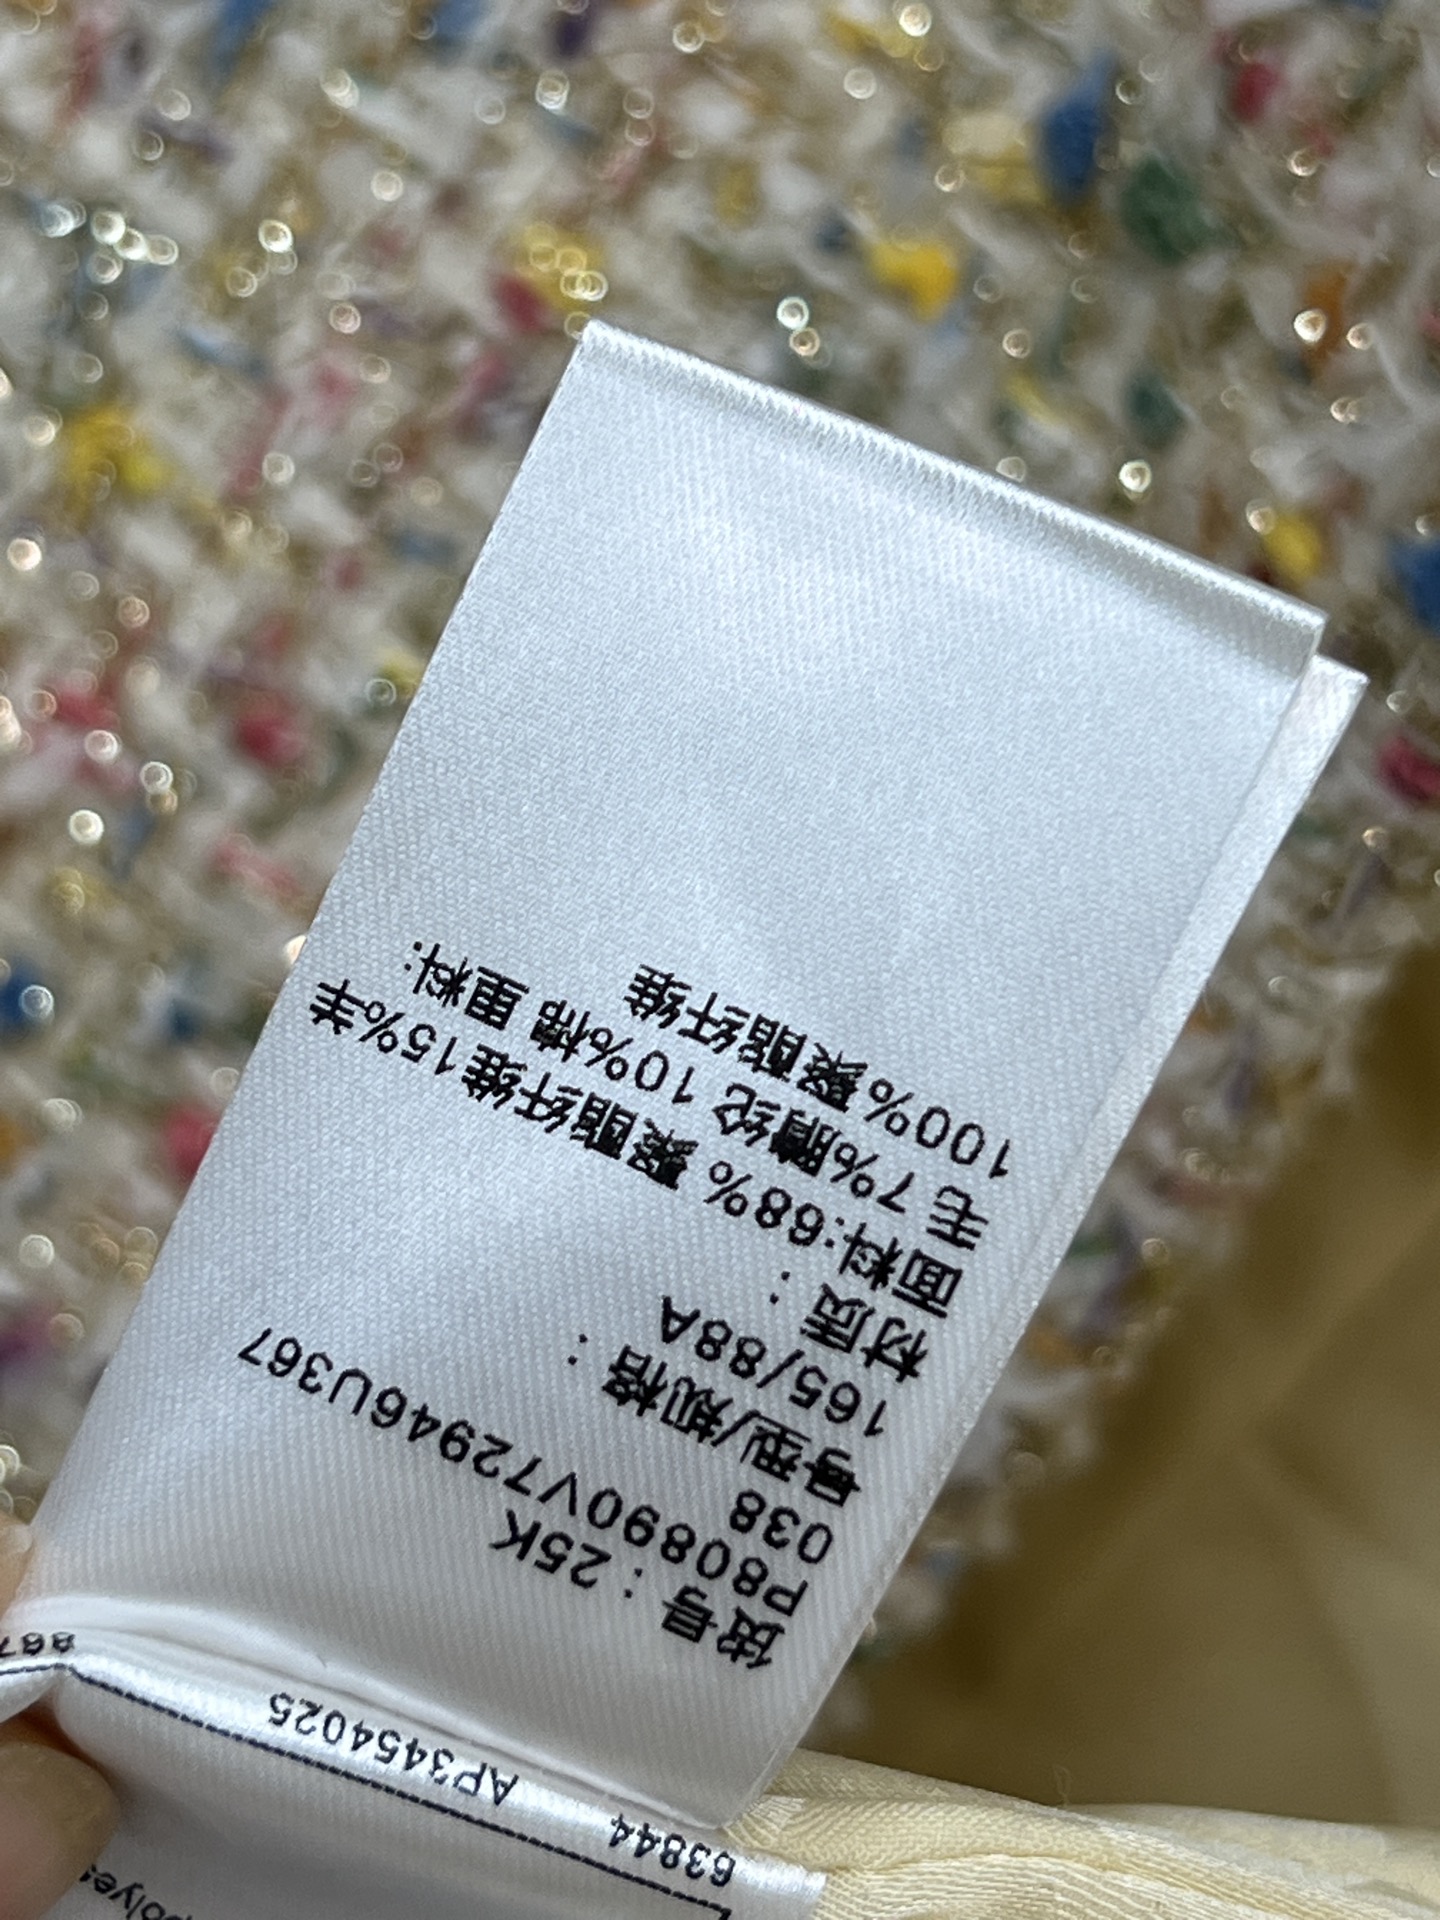 货号：25K
P80890V72946U367
038
号型/规格：
165/88A
材质：
面料:68% 聚酯纤维15%羊
毛 7%腈纶 10%棉 里料:
100%聚酯纤维
63844 AP3454025